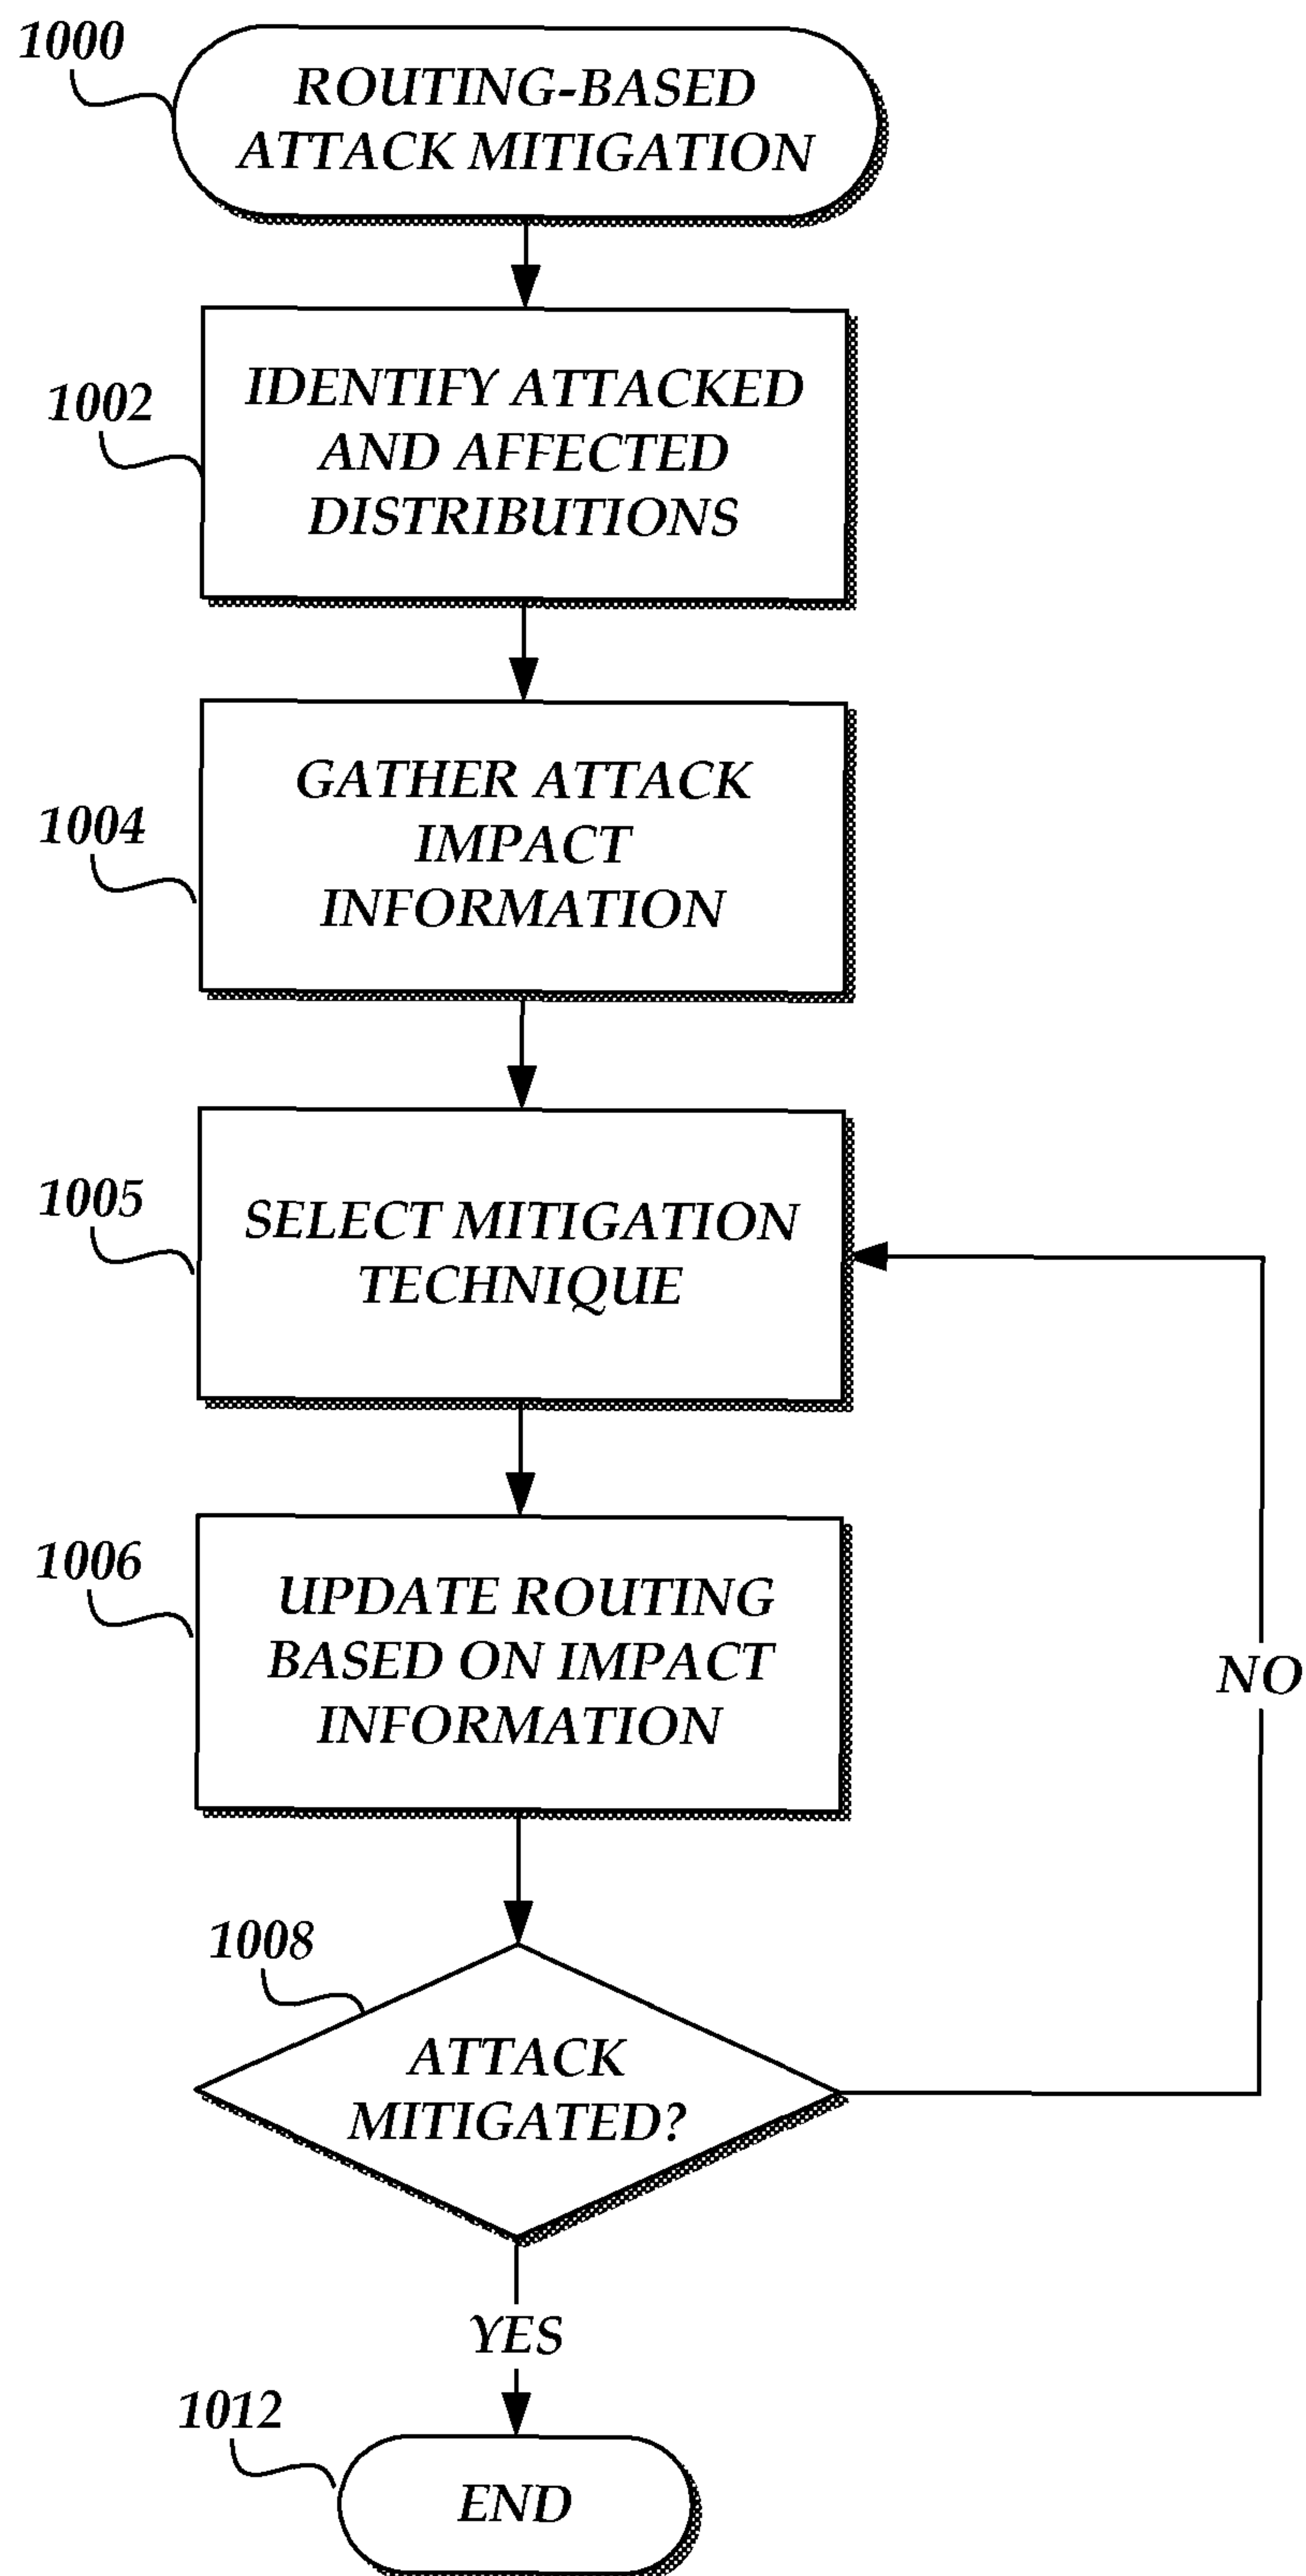 1000
ROUTING-BASED
ATTACK MITIGATION
1002
IDENTIFY ATTACKED
AND AFFECTED
DISTRIBUTIONS
1004
GATHER ATTACK
IMPACT
INFORMATION
1005
SELECT MITIGATION
TECHNIQUE
1006
UPDATE ROUTING
BASED ON IMPACT
INFORMATION
NO
1008
ATTACK
MITIGATED?
YES
1012
END